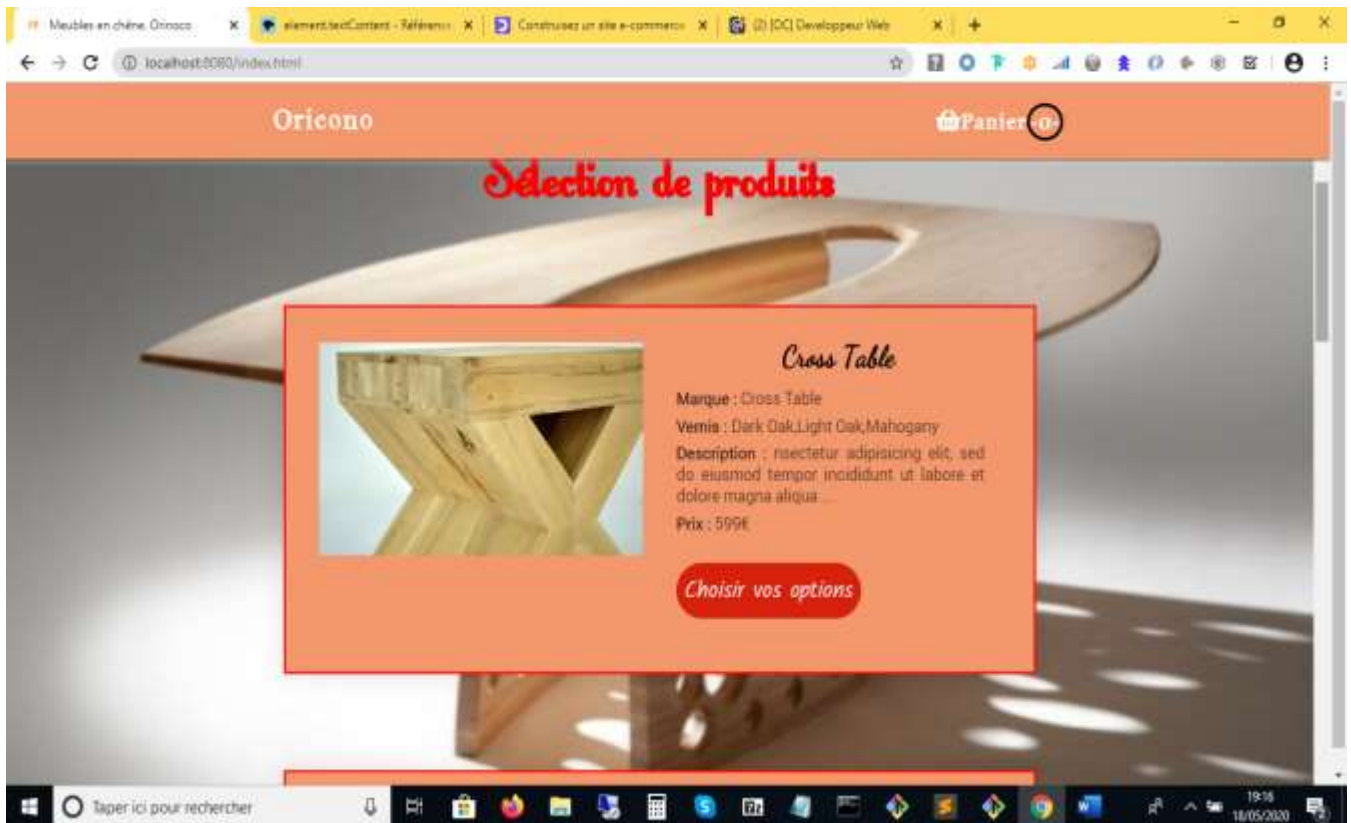 Meubles en chêne. Orinoco
element.textContent - Référence
Construisez un site e-commerce
(2) [OC] Developpeur Web
localhost:8080/index.html
Oricono
Panier -0-
Sélection de produits
Cross Table
Marque : Cross Table
Vernis : Dark Oak,Light Oak,Mahogany
Description : nsectetur adipisicing elit, sed
do eiusmod tempor incididunt ut labore et
dolore magna aliqua ...
Prix : 599€
Choisir vos options
Taper ici pour rechercher
19:16
18/05/2020